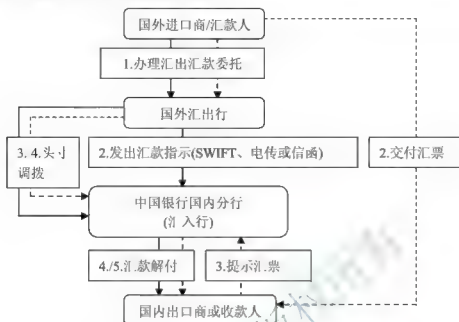 国外进口商/汇款人
1.办理汇出汇款委托
国外汇出行
3. 4.头寸
调拨
2.发出汇款指示(SWIFT、电传或信函)
2.交付汇票
中国银行国内分行
(汇入行)
4./5.汇款解付
3.提示汇票
国内出口商或收款人